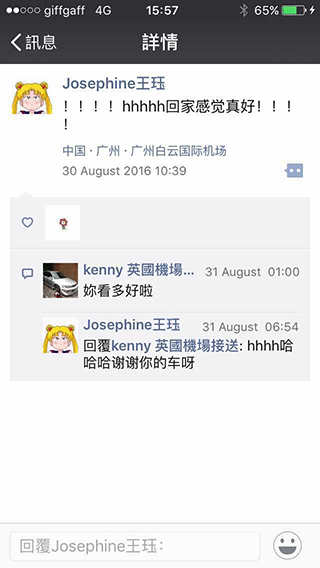 giffgaff 4G 15:57 65%
訊息 詳情
Josephine王珏
！！！！hhhhh回家感觉真好！！！
！
中国 · 广州 · 广州白云国际机场
30 August 2016 10:39
kenny 英國機場... 31 August 01:00
妳看多好啦
Josephine王珏 31 August 06:54
回覆kenny 英國機場接送: hhhh哈
哈哈谢谢你的车呀
回覆Josephine王珏: